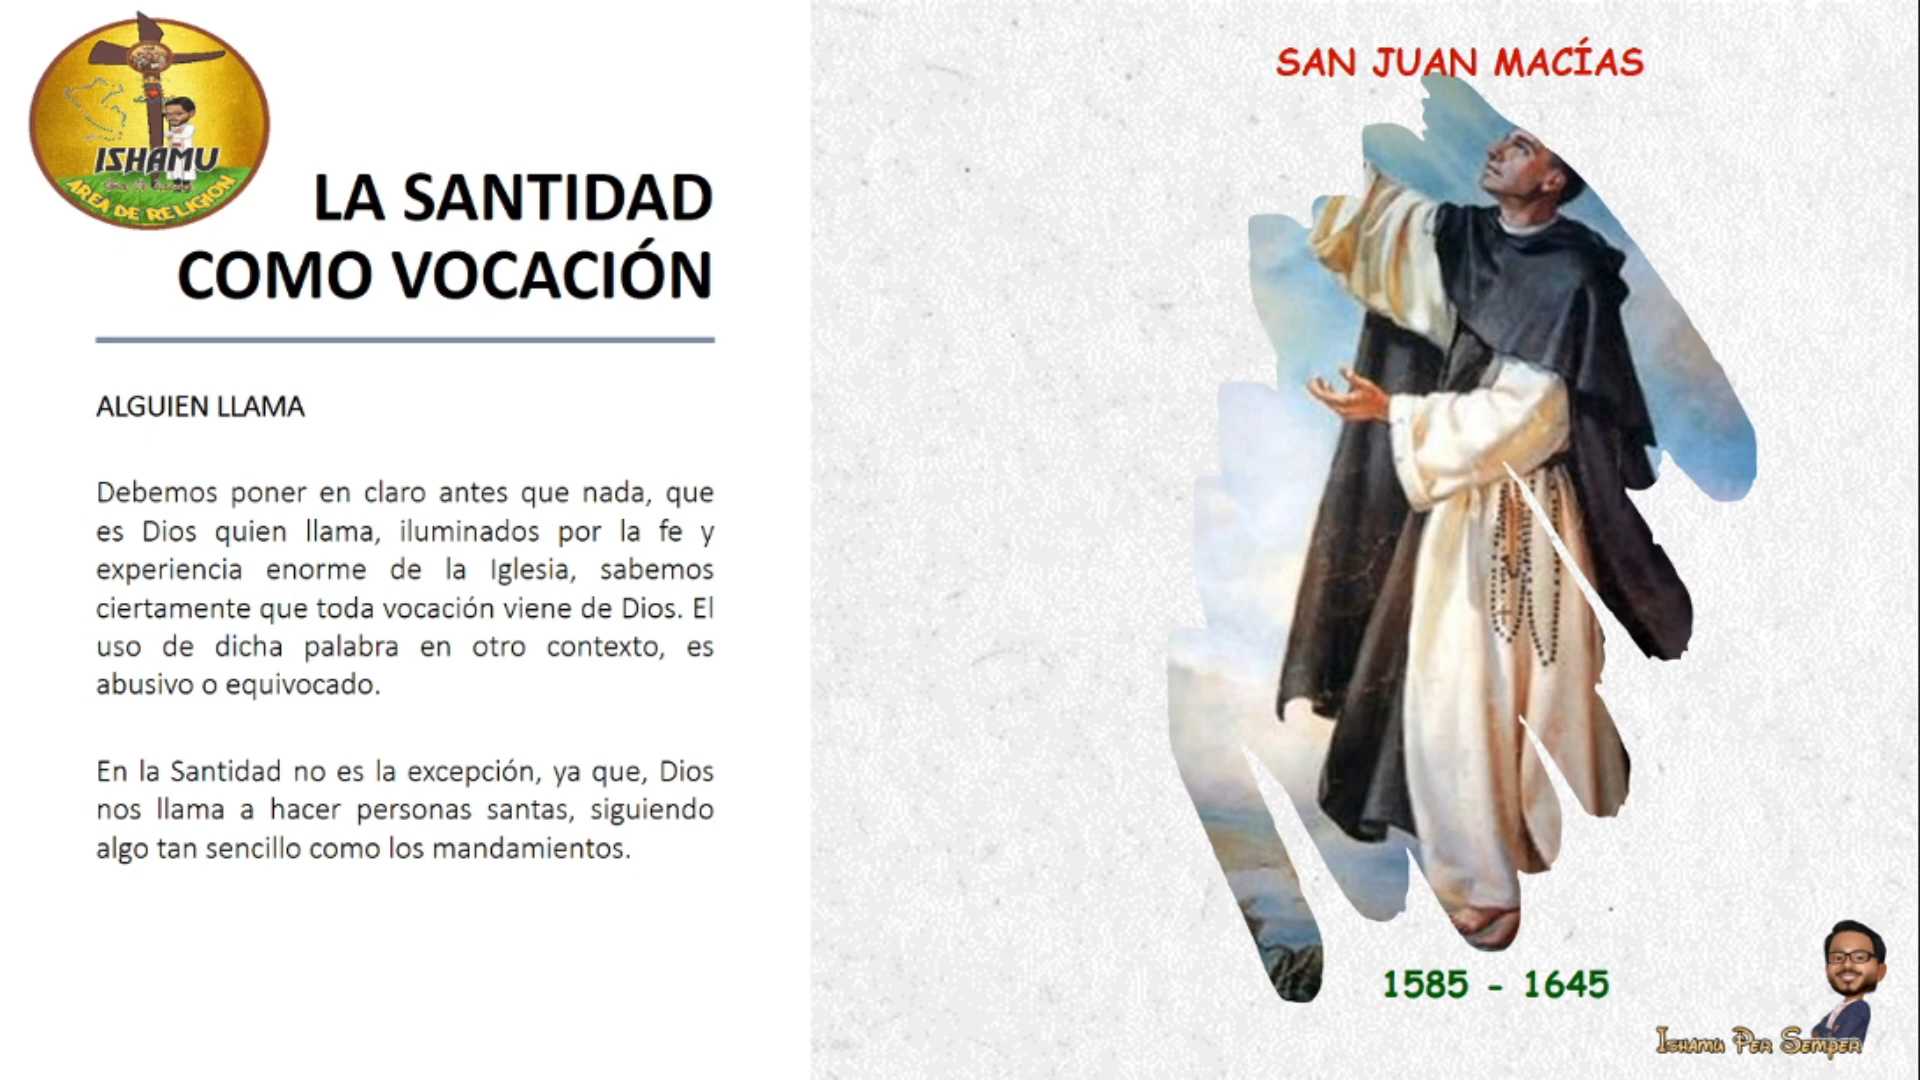 ISHAMU
AREA DE RELIGION
LA SANTIDAD
COMO VOCACIÓN
ALGUIEN LLAMA
Debemos poner en claro antes que nada, que
es Dios quien llama, iluminados por la fe y
experiencia enorme de la Iglesia, sabemos
ciertamente que toda vocación viene de Dios. El
uso de dicha palabra en otro contexto, es
abusivo o equivocado.
En la Santidad no es la excepción, ya que, Dios
nos llama a hacer personas santas, siguiendo
algo tan sencillo como los mandamientos.
SAN JUAN MACÍAS
1585 - 1645
Ishamu Per Semper